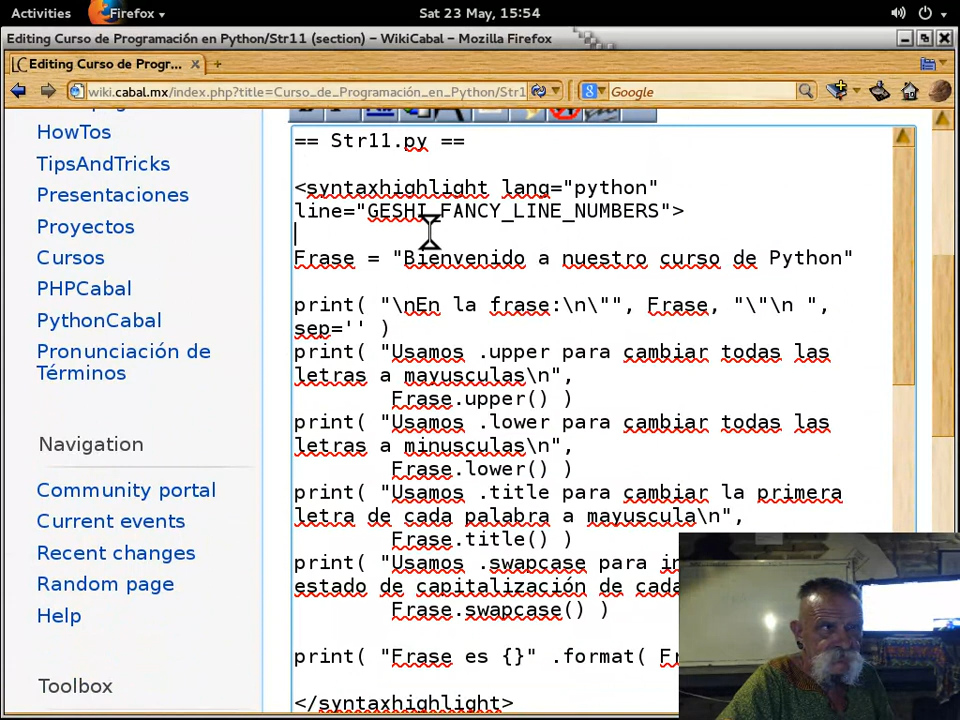 Activities Firefox Sat 23 May, 15:54
Editing Curso de Programación en Python/Str11 (section) – WikiCabal – Mozilla Firefox
Editing Curso de Progr...
wiki.cabal.mx/index.php?title=Curso_de_Programación_en_Python/Str1 Google
HowTos
TipsAndTricks
Presentaciones
Proyectos
Cursos
PHPCabal
PythonCabal
Pronunciación de
Términos
Navigation
Community portal
Current events
Recent changes
Random page
Help
Toolbox
== Str11.py ==
<syntaxhighlight lang="python"
line="GESHI_FANCY_LINE_NUMBERS">
Frase = "Bienvenido a nuestro curso de Python"
print( "\nEn la frase:\n\"", Frase, "\"\n ",
sep='' )
print( "Usamos .upper para cambiar todas las
letras a mayusculas\n",
Frase.upper() )
print( "Usamos .lower para cambiar todas las
letras a minusculas\n",
Frase.lower() )
print( "Usamos .title para cambiar la primera
letra de cada palabra a mayuscula\n",
Frase.title() )
print( "Usamos .swapcase para in
estado de capitalización de cada
Frase.swapcase() )
print( "Frase es {}" .format( Fr
</syntaxhighlight>